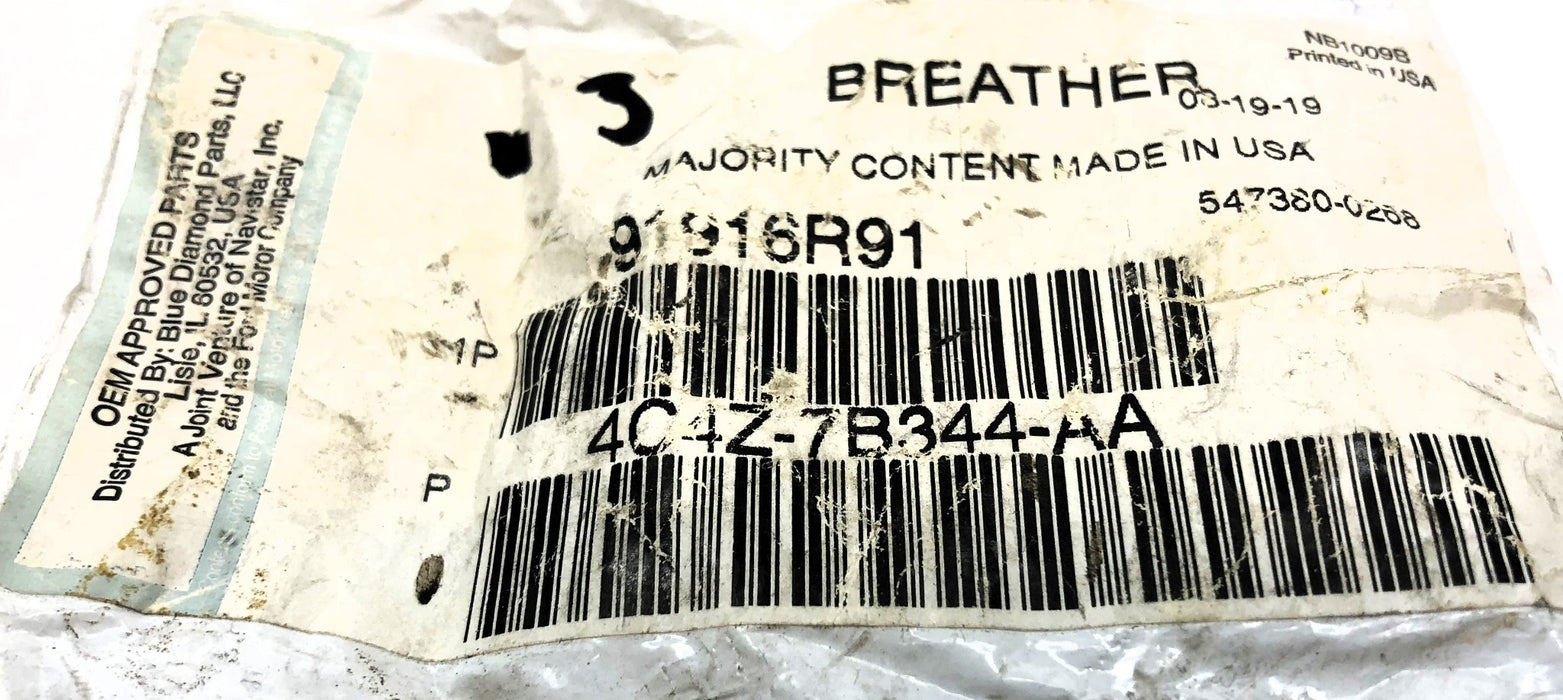 NB1009B
Printed in USA
BREATHER
03-19-19
3
MAJORITY CONTENT MADE IN USA
547380-0268
91916R91
1P
4C4Z-7B344-AA
P
OEM APPROVED PARTS
Distributed By: Blue Diamond Parts, LLC
Lisle, IL 60532, USA
A Joint Venture of Navistar, Inc.
and the Ford Motor Company